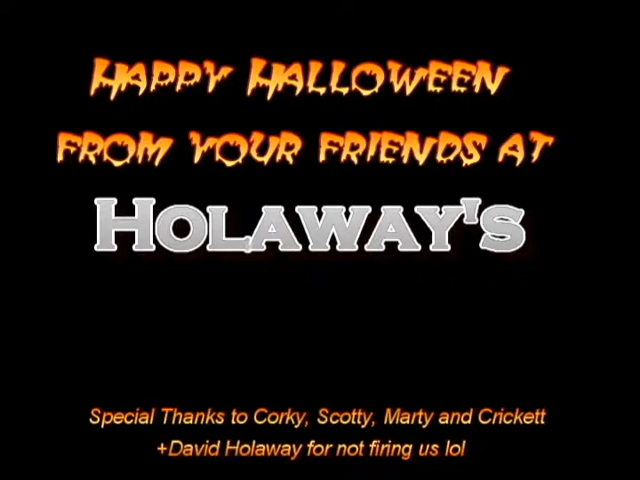 Happy Halloween
from your friends at
Holaway's
Special Thanks to Corky, Scotty, Marty and Crickett
+David Holaway for not firing us lol